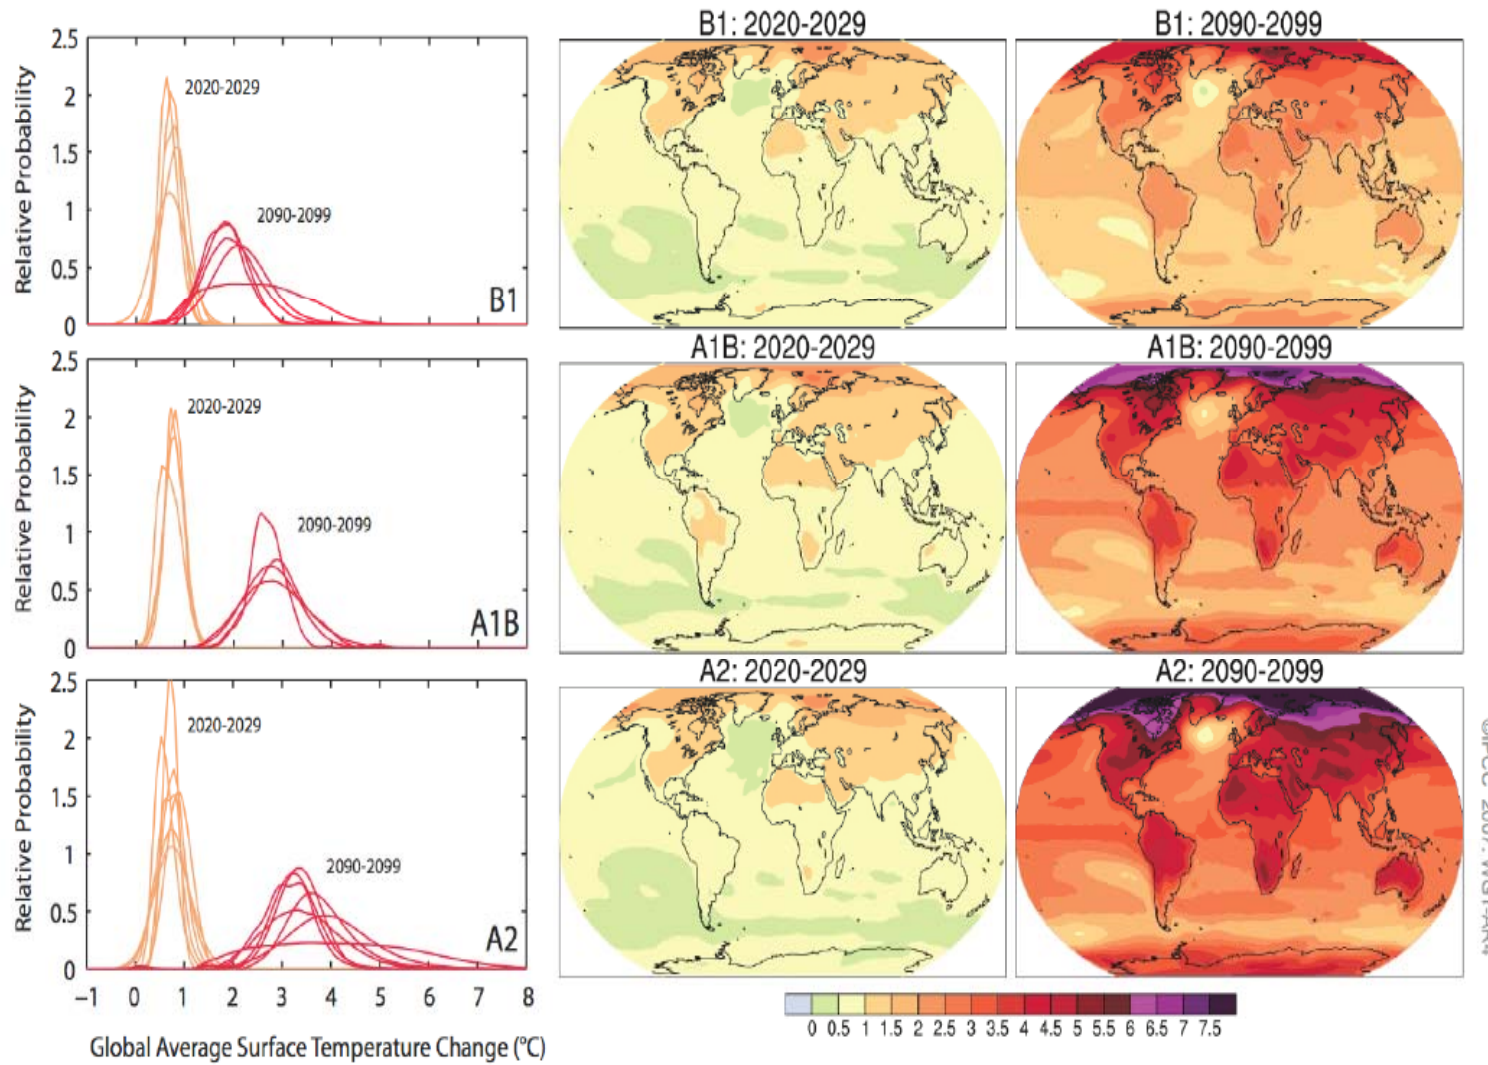 B1: 2020-2029
B1: 2090-2099
2.5
2
1.5
1
0.5
0
Relative Probability
2020-2029
2090-2099
B1
A1B: 2020-2029
A1B: 2090-2099
2.5
2
1.5
1
0.5
0
Relative Probability
2020-2029
2090-2099
A1B
A2: 2020-2029
A2: 2090-2099
2.5
2
1.5
1
0.5
0
Relative Probability
2020-2029
2090-2099
A2
−1 0 1 2 3 4 5 6 7 8
Global Average Surface Temperature Change (°C)
0 0.5 1 1.5 2 2.5 3 3.5 4 4.5 5 5.5 6 6.5 7 7.5
©IPCC 2007: WG1-AR4